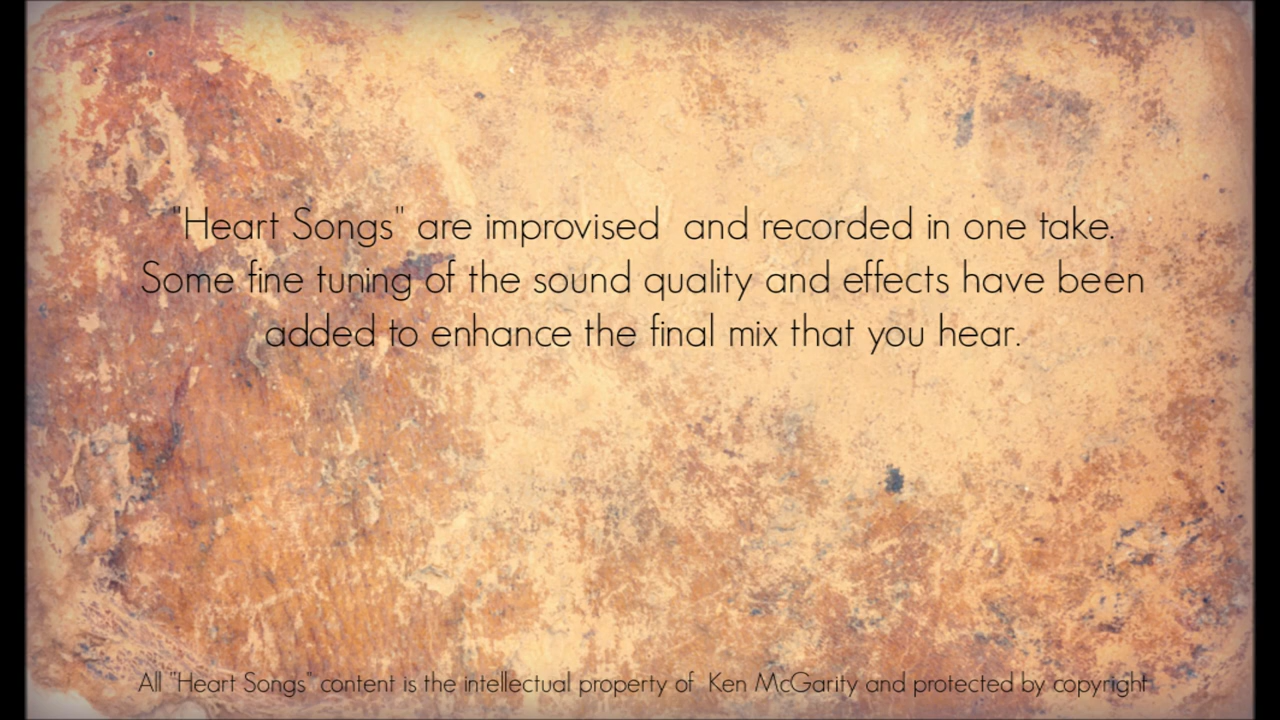 "Heart Songs" are improvised  and recorded in one take.
Some fine tuning of the sound quality and effects have been
added to enhance the final mix that you hear.
All "Heart Songs" content is the intellectual property of  Ken McGarity and protected by copyright